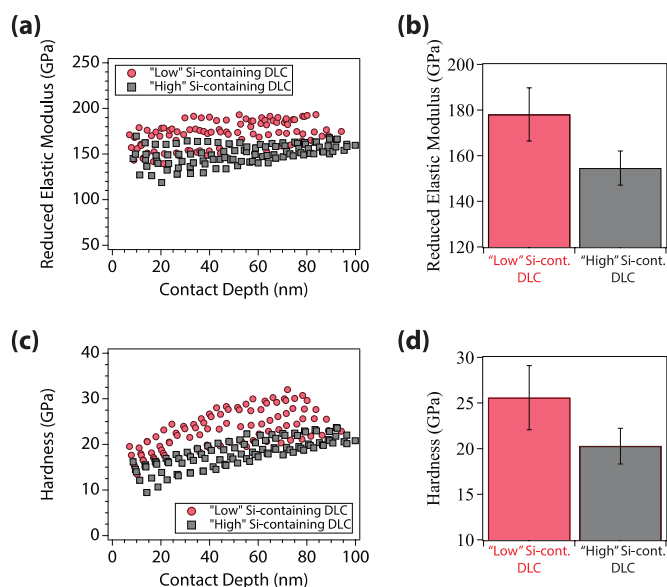 (a)
Reduced Elastic Modulus (GPa)
250
200
150
100
50
"Low" Si-containing DLC
"High" Si-containing DLC
0 20 40 60 80 100
Contact Depth (nm)
(b)
Reduced Elastic Modulus (GPa)
200
180
160
140
120
“Low” Si-cont.
DLC
“High” Si-cont.
DLC
(c)
Hardness (GPa)
40
30
20
10
0
"Low" Si-containing DLC
"High" Si-containing DLC
0 20 40 60 80 100
Contact Depth (nm)
(d)
Hardness (GPa)
30
25
20
15
10
“Low” Si-cont.
DLC
“High” Si-cont.
DLC